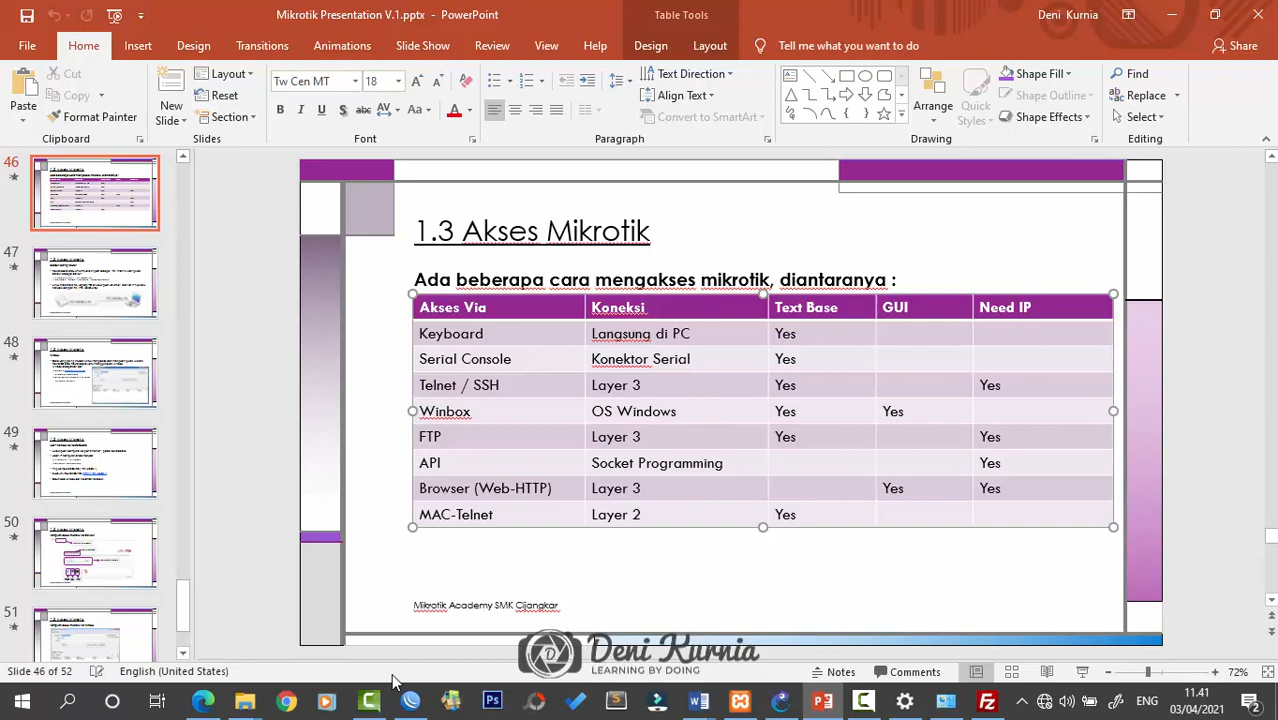 Mikrotik Presentation V.1.pptx - PowerPoint
Table Tools
Deni Kurnia
File Home Insert Design Transitions Animations Slide Show Review View Help Design Layout Tell me what you want to do Share
Paste
Cut
Copy
Format Painter
Clipboard
New Slide
Layout
Reset
Section
Slides
Tw Cen MT 18
Font
Paragraph
Text Direction
Align Text
Convert to SmartArt
Arrange
Quick Styles
Shape Fill
Shape Outline
Shape Effects
Drawing
Find
Replace
Select
Editing
46
47
48
49
50
51
1.3 Akses Mikrotik
Ada beberapa cara mengakses mikrotik, diantaranya :
Akses Via Koneksi Text Base GUI Need IP
Keyboard Langsung di PC Yes
Serial Console Konektor Serial Yes
Telnet / SSH Layer 3 Yes Yes
Winbox OS Windows Yes Yes
FTP Layer 3 Yes Yes
API Socket Programming Yes
Browser (Web-HTTP) Layer 3 Yes Yes
MAC-Telnet Layer 2 Yes
Mikrotik Academy SMK Cijangkar
Deni Kurnia
LEARNING BY DOING
Slide 46 of 52 English (United States) Notes Comments 72%
ENG
11.41
03/04/2021